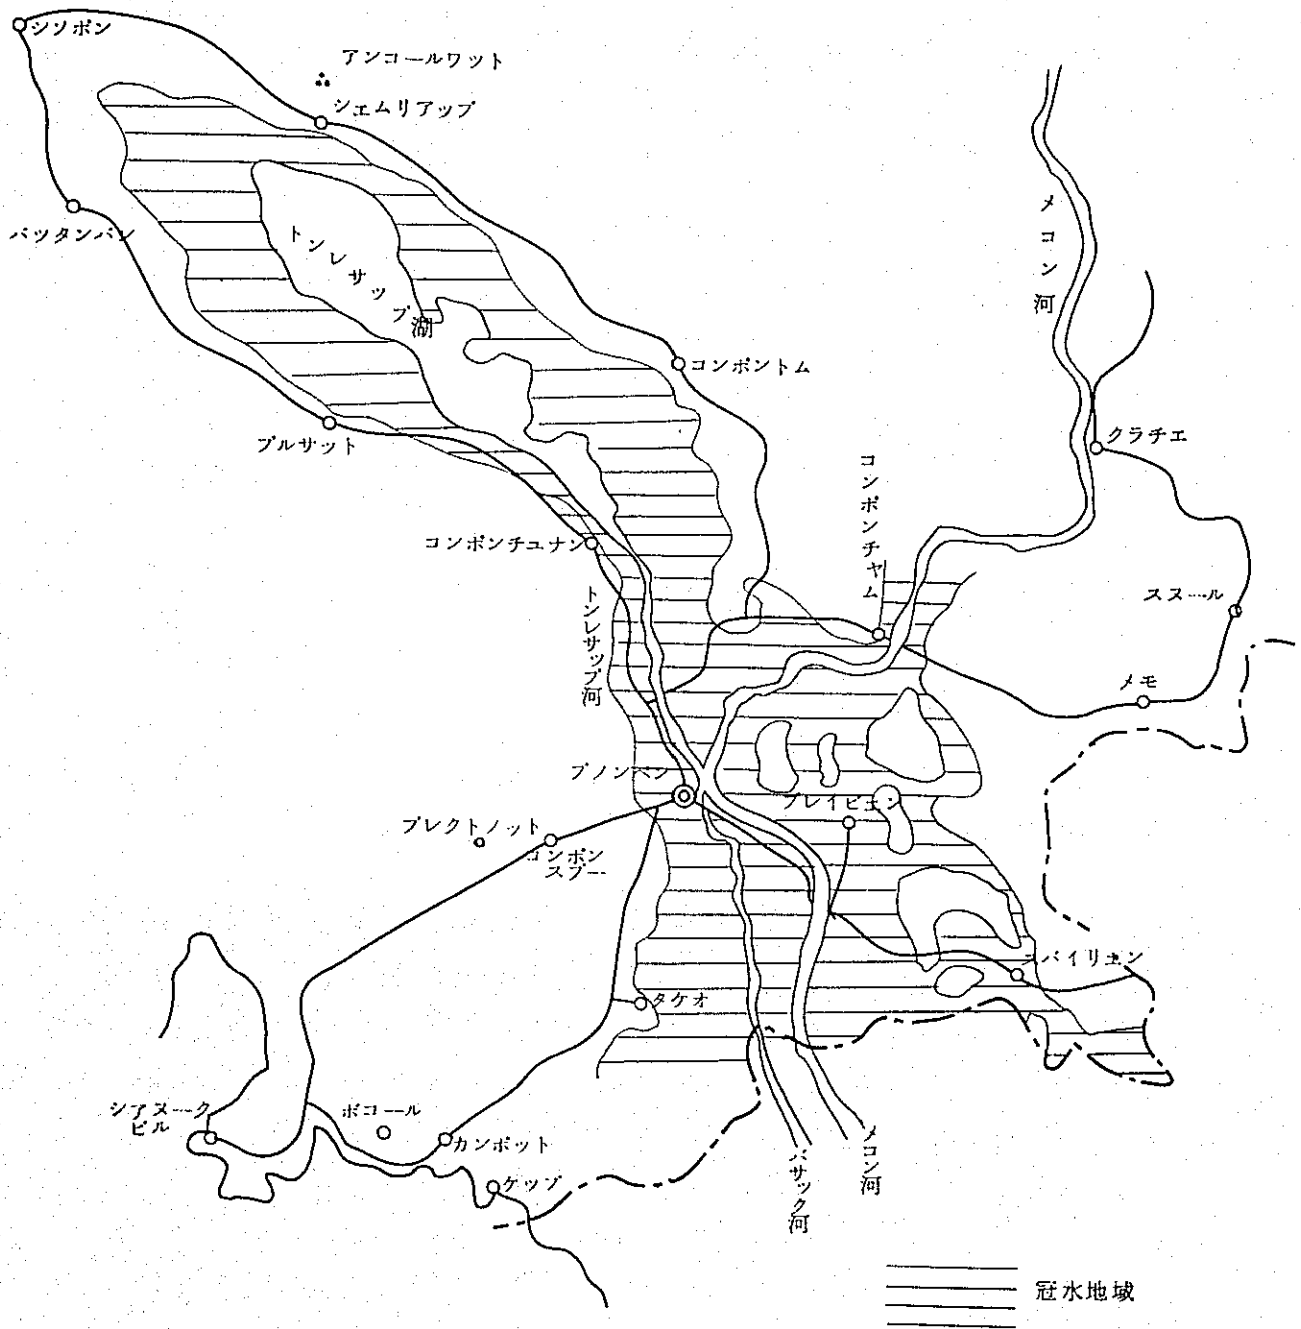 シソポン
アンコールワット
シェムリアップ
バッタンバン
トンレサップ湖
メコン河
コンポントム
プルサット
クラチエ
コンポンチャム
コンポンチュナン
トンレサップ河
スヌール
メモ
プノンペン
プレイビェン
プレクトノット
コンポン
スプー
スバイリェン
タケオ
シアヌーク
ビル
ボコール
カンポット
ケップ
バサック河
メコン河
冠水地域